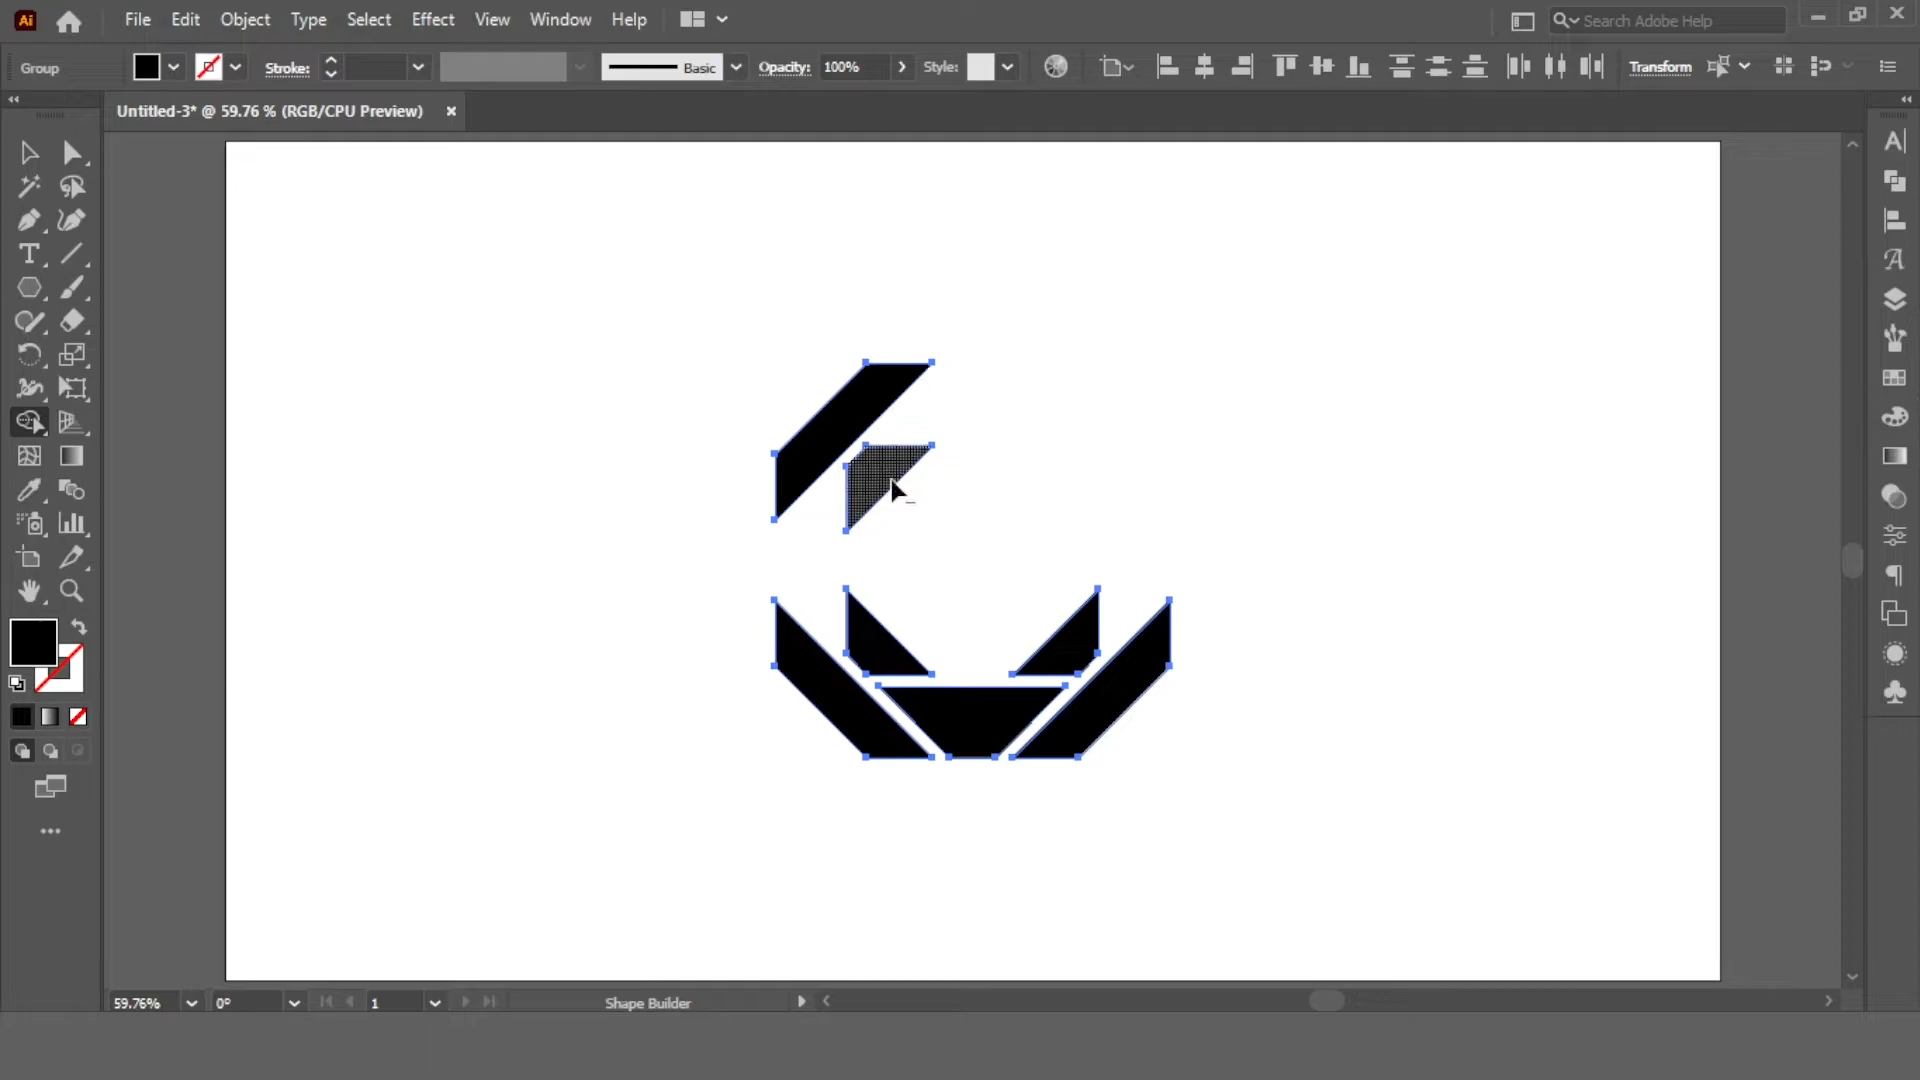 Ai File Edit Object Type Select Effect View Window Help Search Adobe Help
Group Stroke: Basic Opacity: 100% Style: Transform
Untitled-3* @ 59.76 % (RGB/CPU Preview)
59.76% 0° 1 Shape Builder